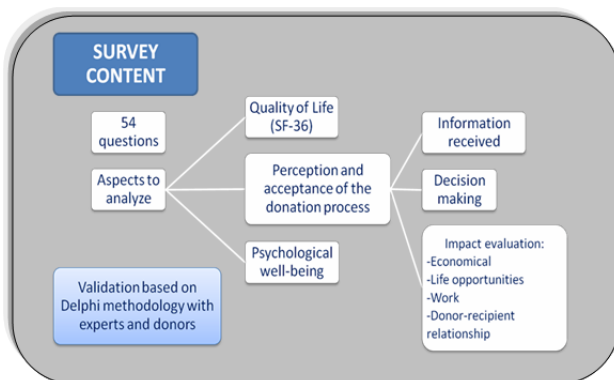 SURVEY
CONTENT
54
questions
Aspects to
analyze
Quality of Life
(SF-36)
Perception and
acceptance of the
donation process
Psychological
well-being
Information
received
Decision
making
Impact evaluation:
-Economical
-Life opportunities
-Work
-Donor-recipient
relationship
Validation based on
Delphi methodology with
experts and donors